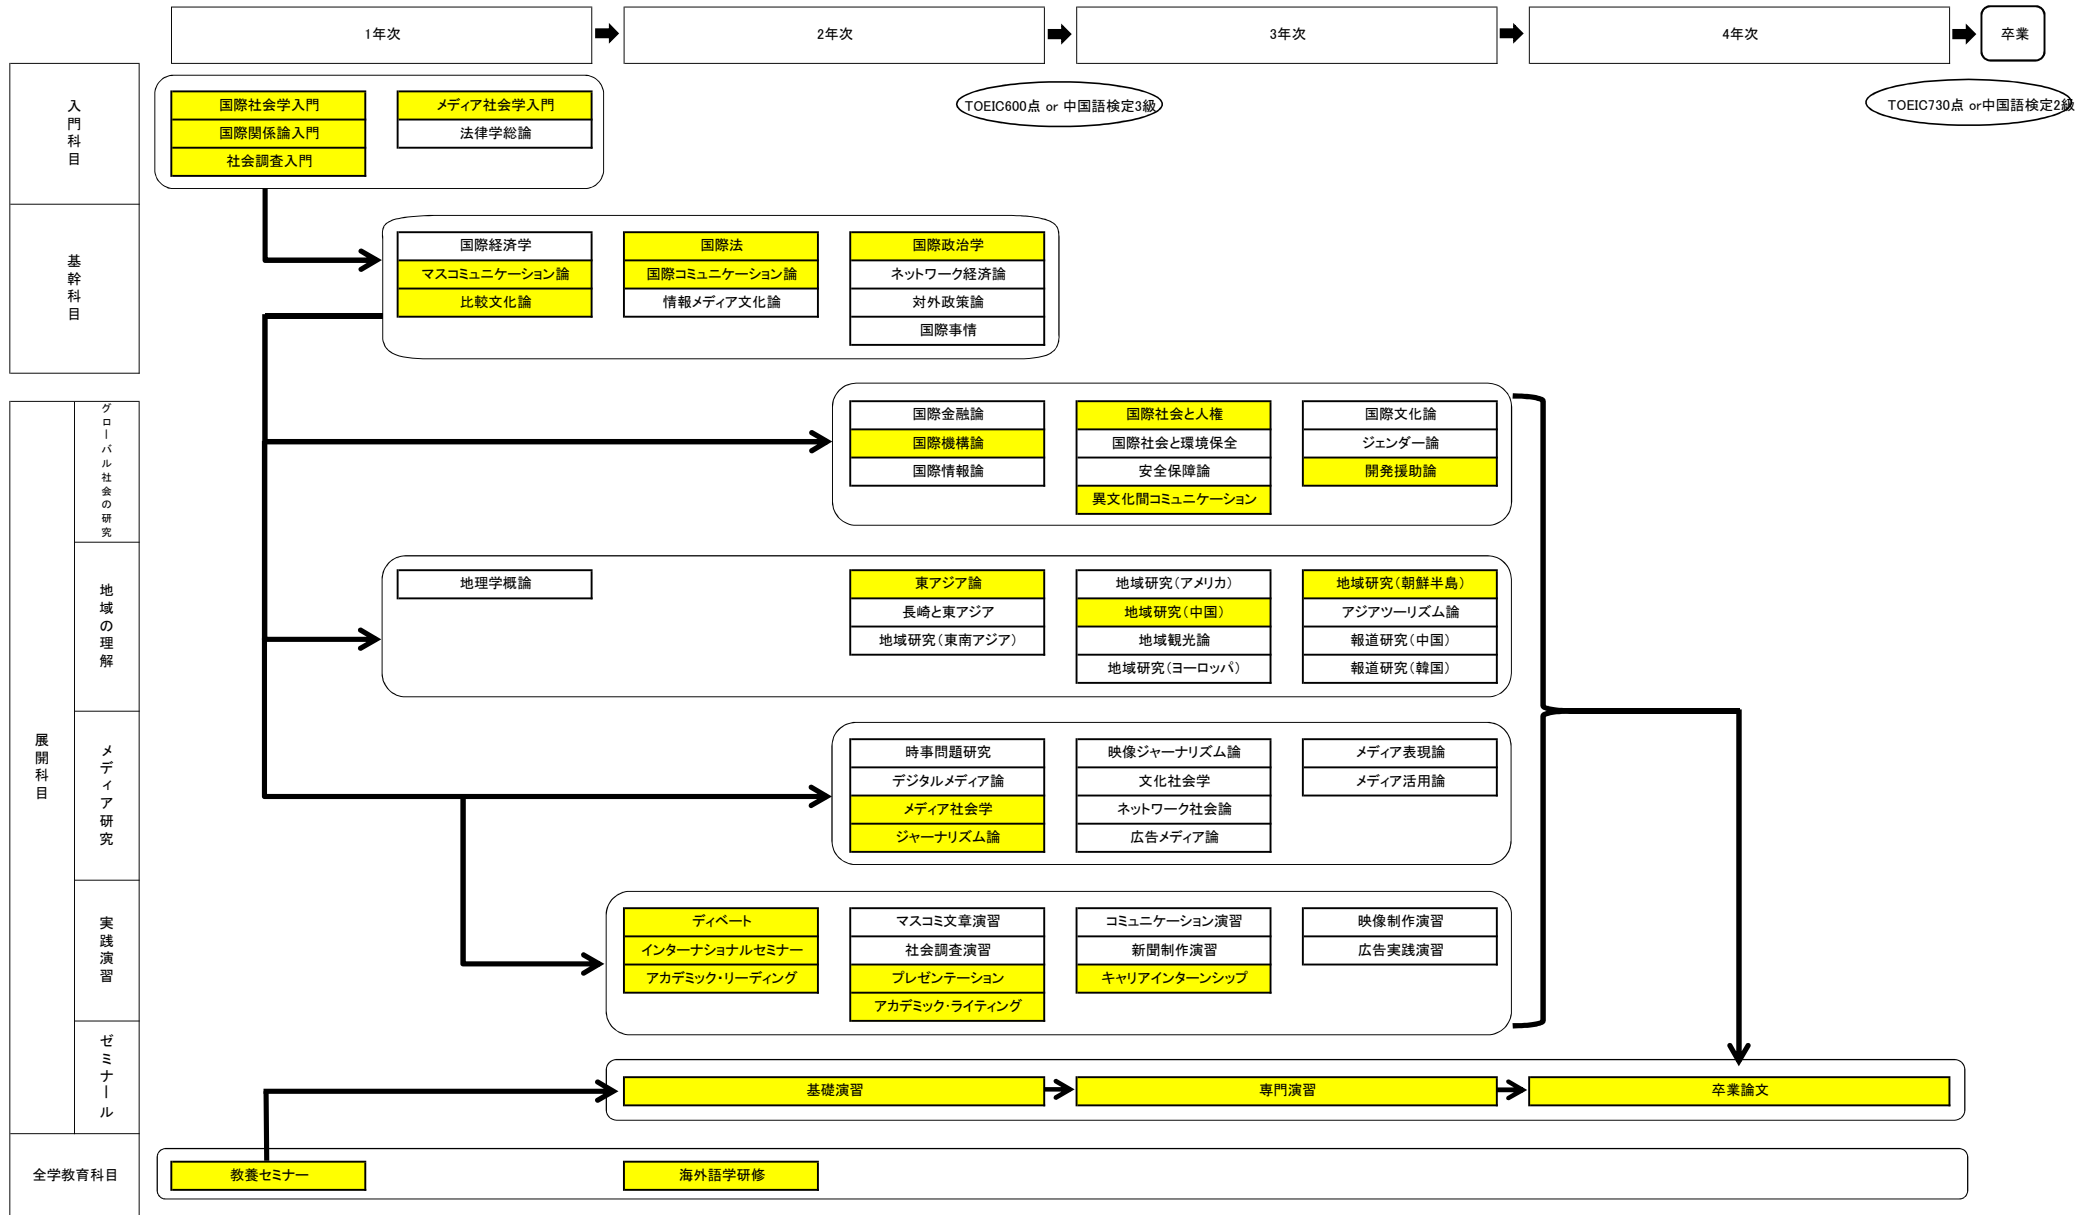 1年次
2年次
3年次
4年次
卒業
入門科目
国際社会学入門
国際関係論入門
社会調査入門
メディア社会学入門
法律学総論
TOEIC600点 or 中国語検定3級
TOEIC730点 or中国語検定2級
基幹科目
国際経済学
マスコミュニケーション論
比較文化論
国際法
国際コミュニケーション論
情報メディア文化論
国際政治学
ネットワーク経済論
対外政策論
国際事情
展開科目
グローバル社会の研究
国際金融論
国際機構論
国際情報論
国際社会と人権
国際社会と環境保全
安全保障論
異文化間コミュニケーション
国際文化論
ジェンダー論
開発援助論
地域の理解
地理学概論
東アジア論
長崎と東アジア
地域研究(東南アジア)
地域研究(アメリカ)
地域研究(中国)
地域観光論
地域研究(ヨーロッパ)
地域研究(朝鮮半島)
アジアツーリズム論
報道研究(中国)
報道研究(韓国)
メディア研究
時事問題研究
デジタルメディア論
メディア社会学
ジャーナリズム論
映像ジャーナリズム論
文化社会学
ネットワーク社会論
広告メディア論
メディア表現論
メディア活用論
実践演習
ディベート
インターナショナルセミナー
アカデミック・リーディング
マスコミ文章演習
社会調査演習
プレゼンテーション
アカデミック・ライティング
コミュニケーション演習
新聞制作演習
キャリアインターンシップ
映像制作演習
広告実践演習
ゼミナール
基礎演習
専門演習
卒業論文
全学教育科目
教養セミナー
海外語学研修